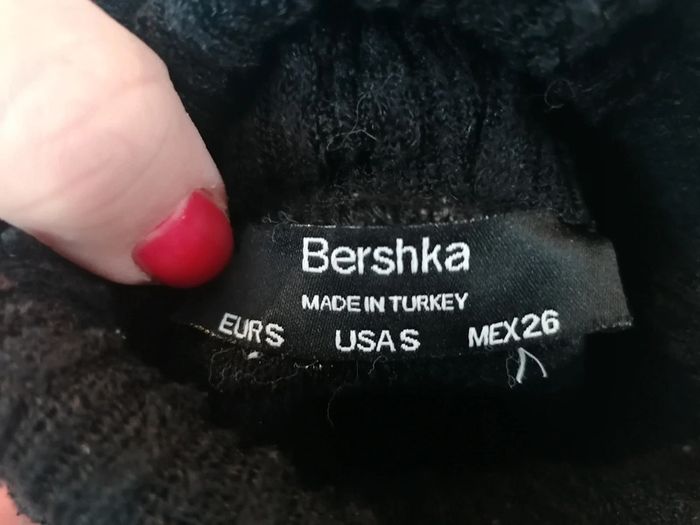 Bershka
MADE IN TURKEY
EUR S USA S MEX 26